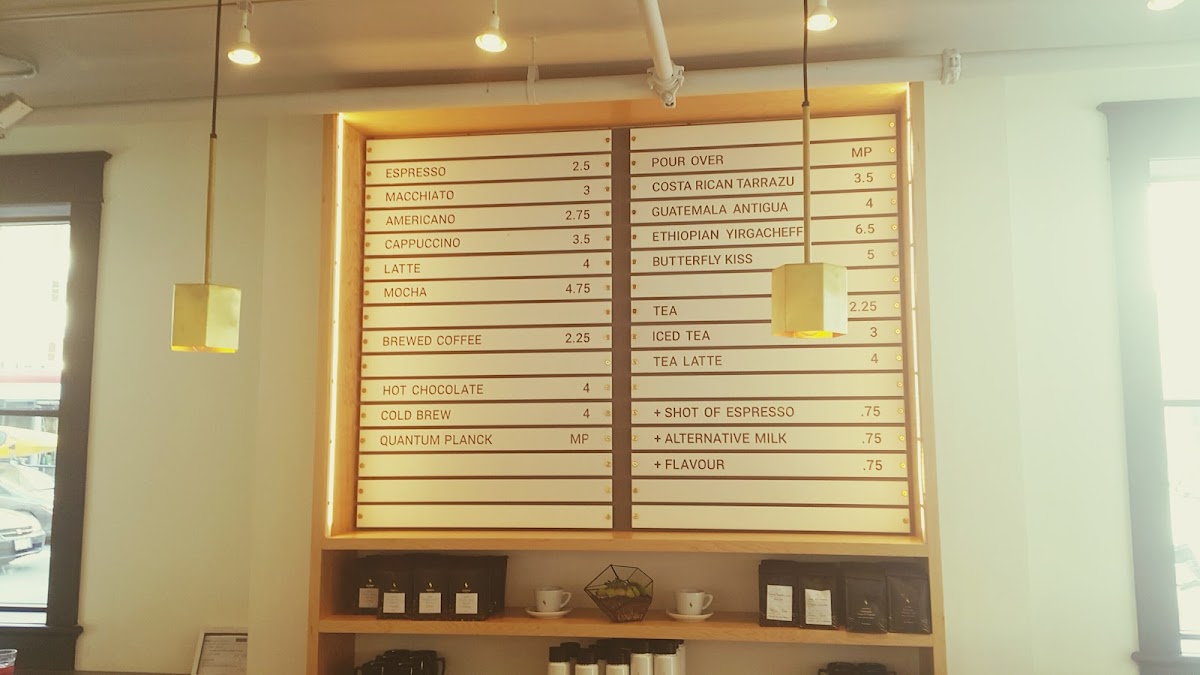 ESPRESSO 2.5
MACCHIATO 3
AMERICANO 2.75
CAPPUCCINO 3.5
LATTE 4
MOCHA 4.75
BREWED COFFEE 2.25
HOT CHOCOLATE 4
COLD BREW 4
QUANTUM PLANCK MP
POUR OVER MP
COSTA RICAN TARRAZU 3.5
GUATEMALA ANTIGUA 4
ETHIOPIAN YIRGACHEFF 6.5
BUTTERFLY KISS 5
TEA 2.25
ICED TEA 3
TEA LATTE 4
+ SHOT OF ESPRESSO .75
+ ALTERNATIVE MILK .75
+ FLAVOUR .75